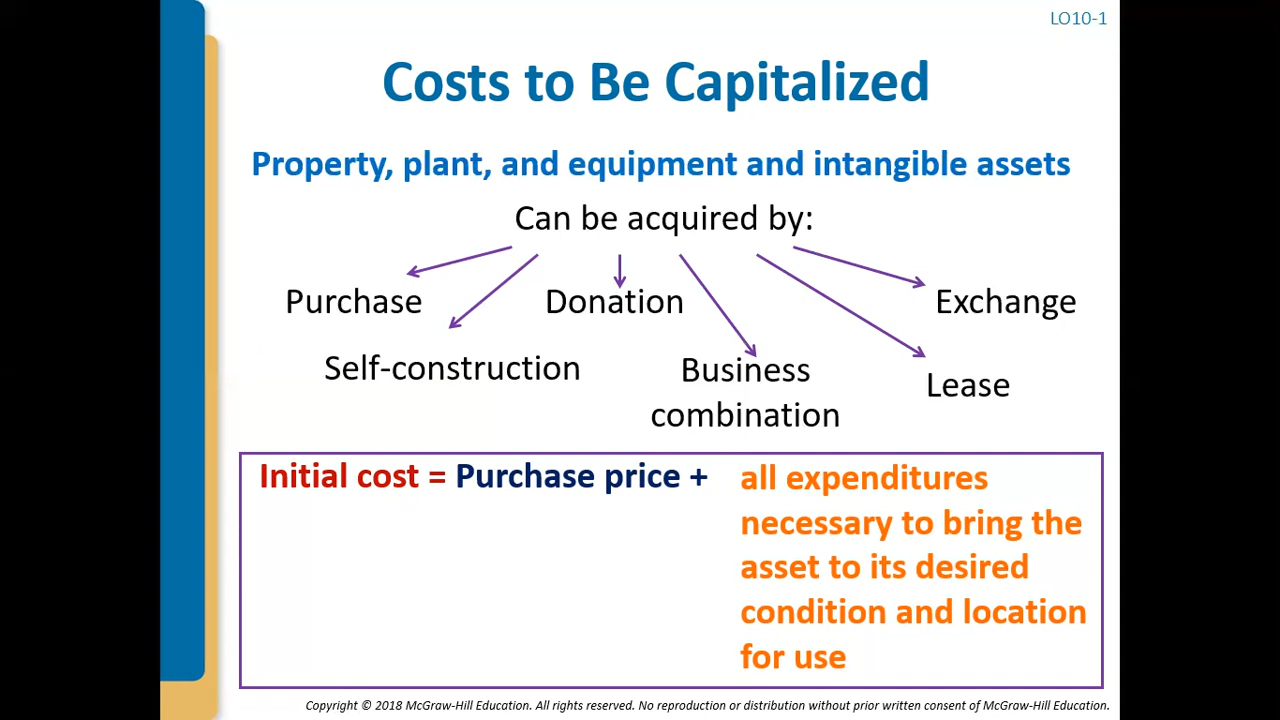 LO10-1
Costs to Be Capitalized
Property, plant, and equipment and intangible assets
Can be acquired by:
Purchase
Donation
Exchange
Self-construction
Business
combination
Lease
Initial cost = Purchase price +
all expenditures
necessary to bring the
asset to its desired
condition and location
for use
Copyright © 2018 McGraw-Hill Education. All rights reserved. No reproduction or distribution without prior written consent of McGraw-Hill Education.